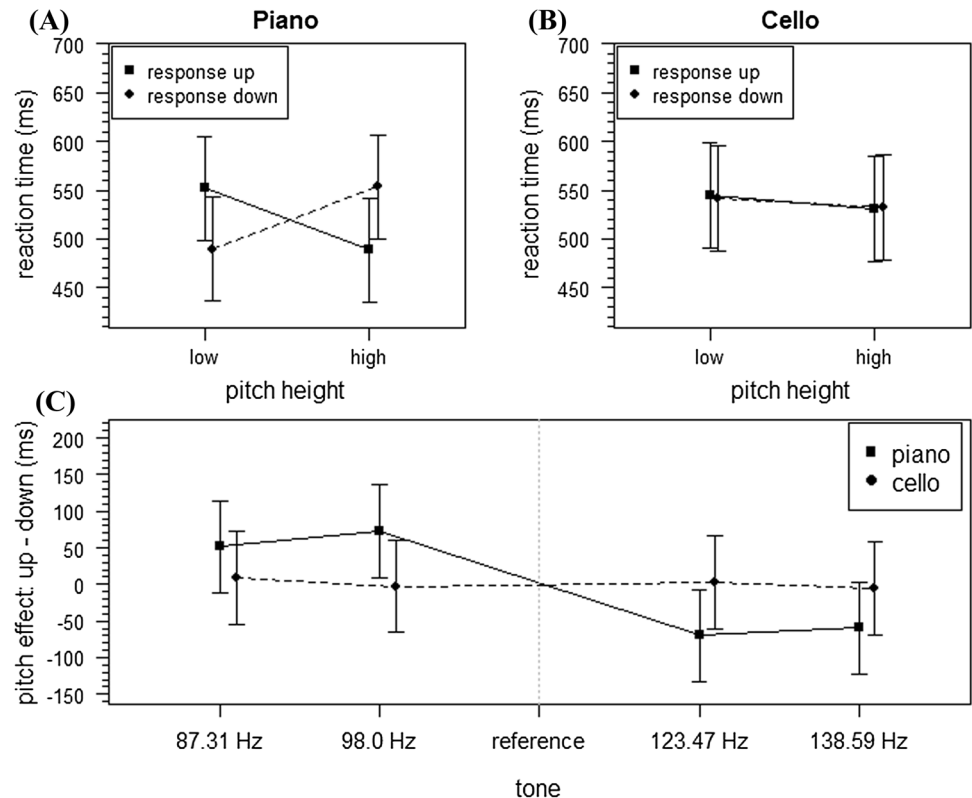 (A)
Piano
reaction time (ms)
700
650
600
550
500
450
response up
response down
low
high
pitch height
(B)
Cello
reaction time (ms)
700
650
600
550
500
450
response up
response down
low
high
pitch height
(C)
pitch effect: up - down (ms)
200
150
100
50
0
-50
-100
-150
piano
cello
87.31 Hz
98.0 Hz
reference
123.47 Hz
138.59 Hz
tone